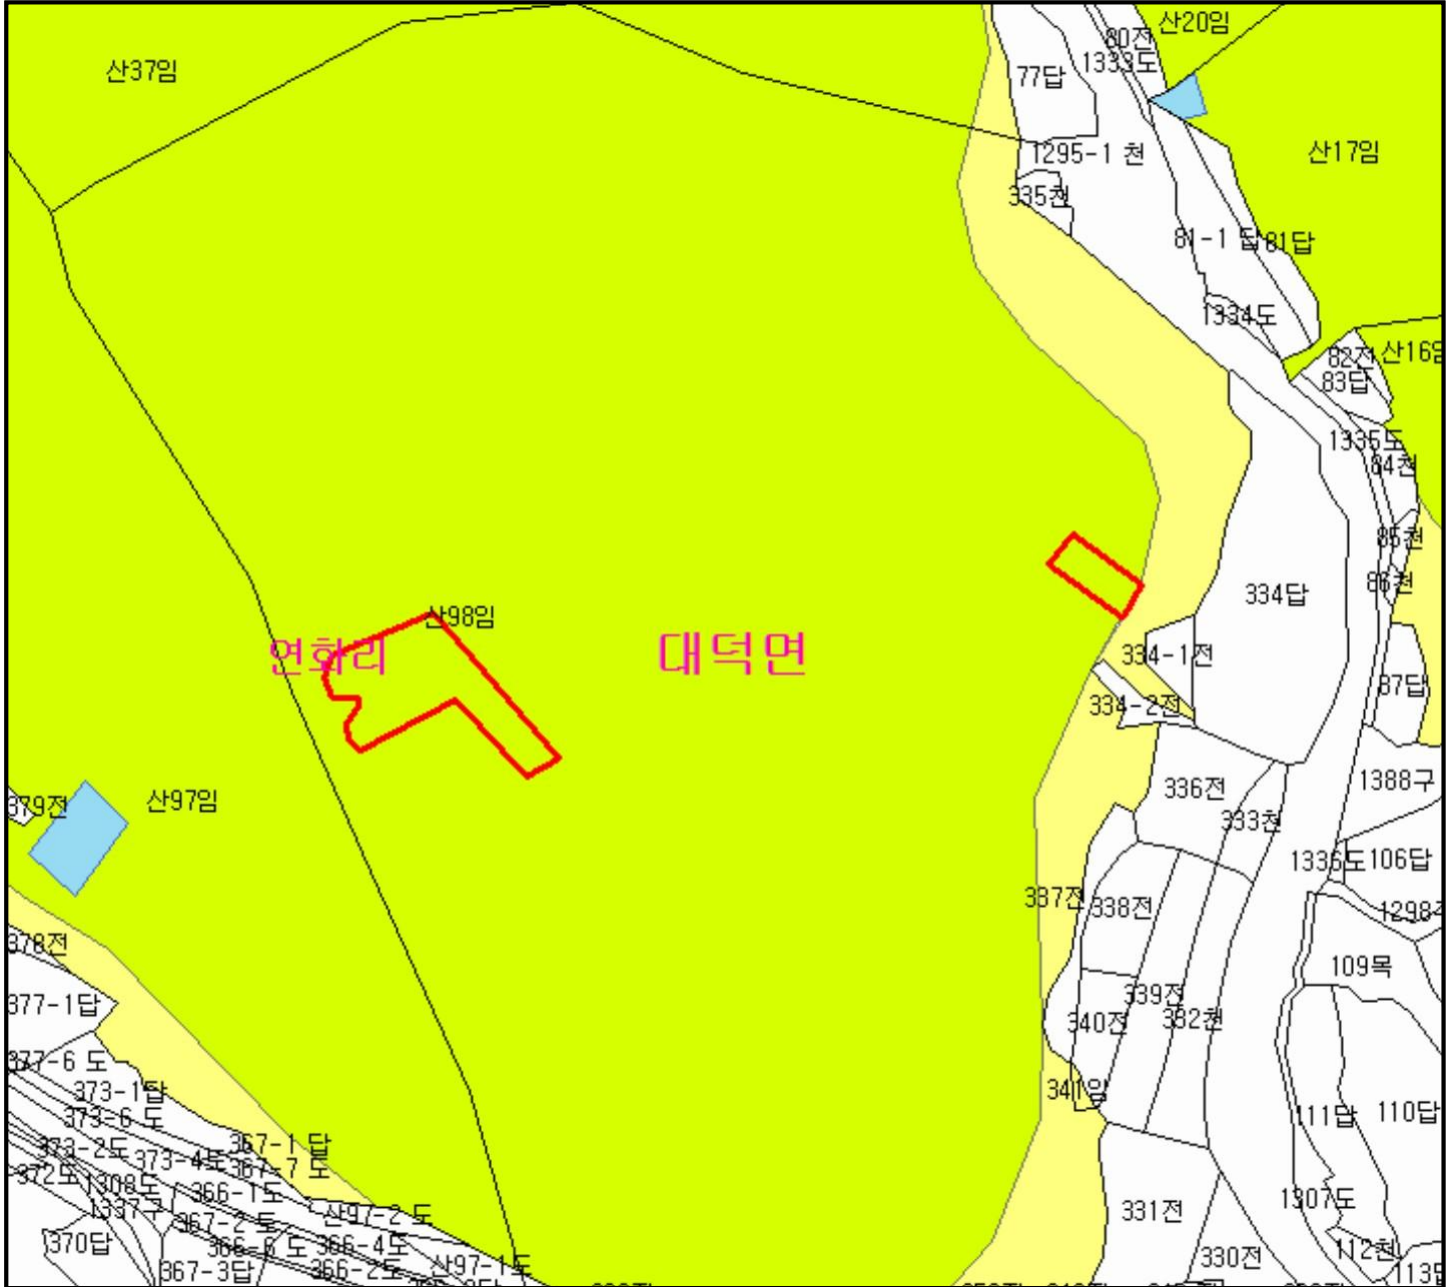 산20임
80전
산37임
1333도
77답
1295-1 천
산17임
335천
81-1 답
81답
1334도
82전
산16임
83답
1335도
84천
85천
86천
334답
산98임
연화리
대덕면
334-1전
87답
334-2전
1388구
336전
산97임
379전
333천
1336도
106답
337전
338전
378전
109목
339전
377-1답
340전
332천
377-6 도
373-1답
341임
373-6 도
111답
110답
367-1 답
373-2도
373-4도
367-7 도
372도
1308도
366-1도
1337구
1307도
산97-2 도
331전
367-2 도
370답
366-6 도
366-4도
112천
330전
산97-1도
367-3답
366-2도